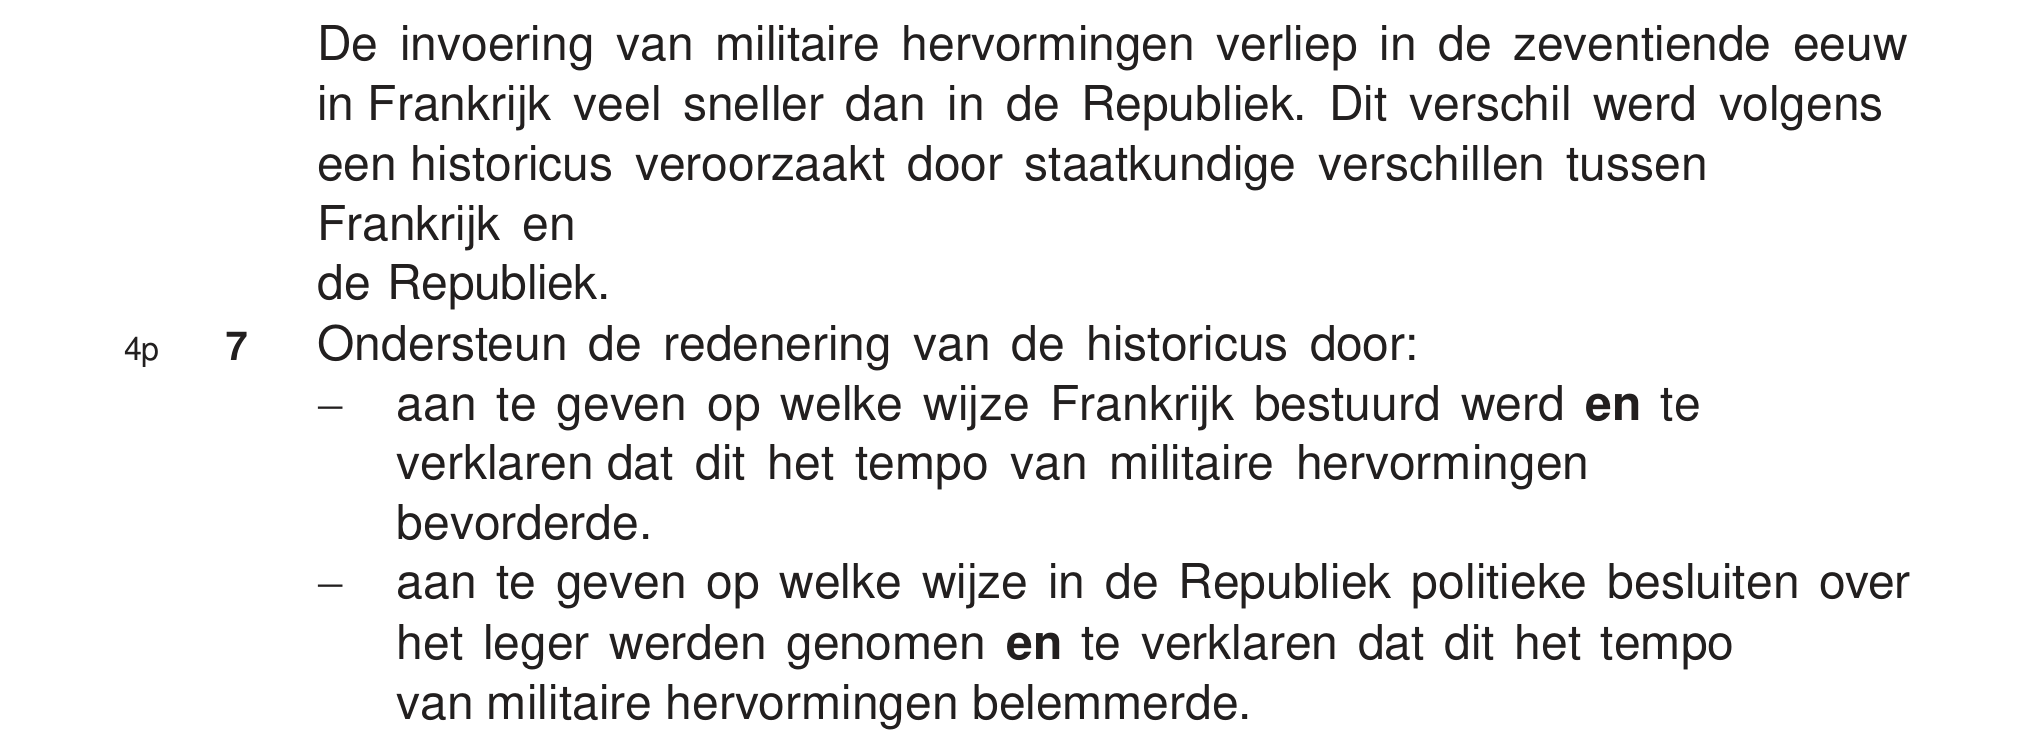 De invoering van militaire hervormingen verliep in de zeventiende eeuw
in Frankrijk veel sneller dan in de Republiek. Dit verschil werd volgens
een historicus veroorzaakt door staatkundige verschillen tussen
Frankrijk en
de Republiek.
4p 7 Ondersteun de redenering van de historicus door:
– aan te geven op welke wijze Frankrijk bestuurd werd en te
verklaren dat dit het tempo van militaire hervormingen
bevorderde.
– aan te geven op welke wijze in de Republiek politieke besluiten over
het leger werden genomen en te verklaren dat dit het tempo
van militaire hervormingen belemmerde.